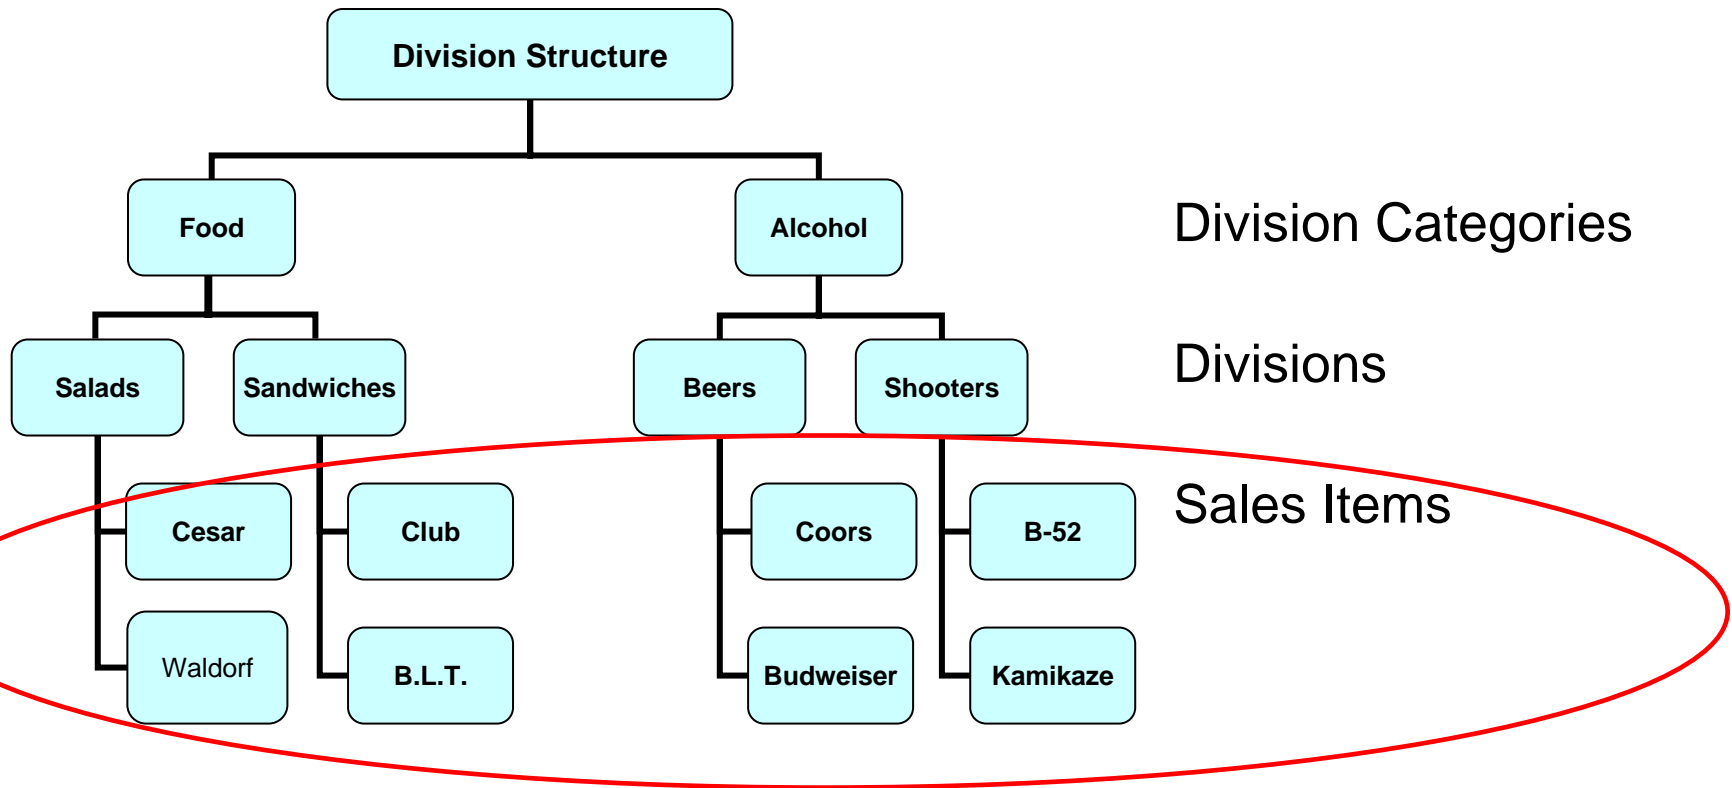 Division Structure
Food
Alcohol
Division Categories
Salads
Sandwiches
Beers
Shooters
Divisions
Cesar
Club
Coors
B-52
Sales Items
Waldorf
B.L.T.
Budweiser
Kamikaze